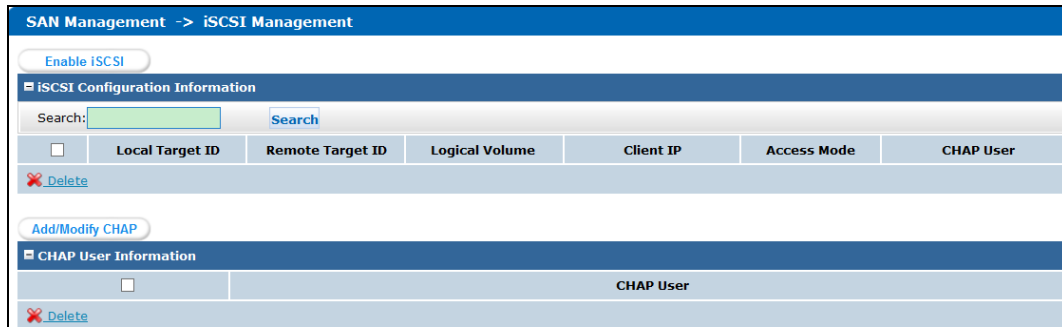 SAN Management -> iSCSI Management
Enable iSCSI
iSCSI Configuration Information
Search: Search
Local Target ID Remote Target ID Logical Volume Client IP Access Mode CHAP User
Delete
Add/Modify CHAP
CHAP User Information
CHAP User
Delete